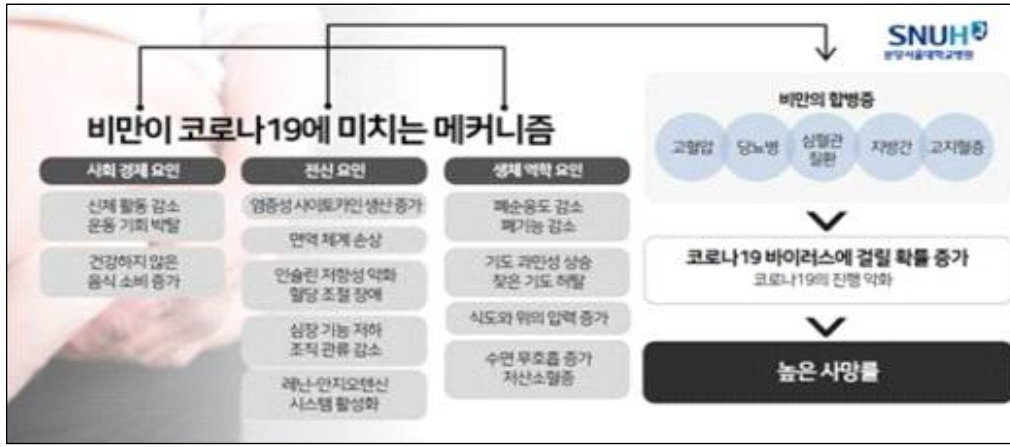 SNUH
분당서울대학교병원
비만이 코로나19에 미치는 메커니즘
사회 경제 요인
신체 활동 감소
운동 기회 박탈
건강하지 않은
음식 소비 증가
전신 요인
염증성 사이토카인 생산 증가
면역 체계 손상
인슐린 저항성 악화
혈당 조절 장애
심장 기능 저하
조직 관류 감소
레닌-안지오텐신
시스템 활성화
생체 역학 요인
폐순응도 감소
폐기능 감소
기도 과민성 상승
잦은 기도 허탈
식도와 위의 압력 증가
수면 무호흡 증가
저산소혈증
비만의 합병증
고혈압
당뇨병
심혈관
질환
지방간
고지혈증
코로나19 바이러스에 걸릴 확률 증가
코로나19의 진행 악화
높은 사망률